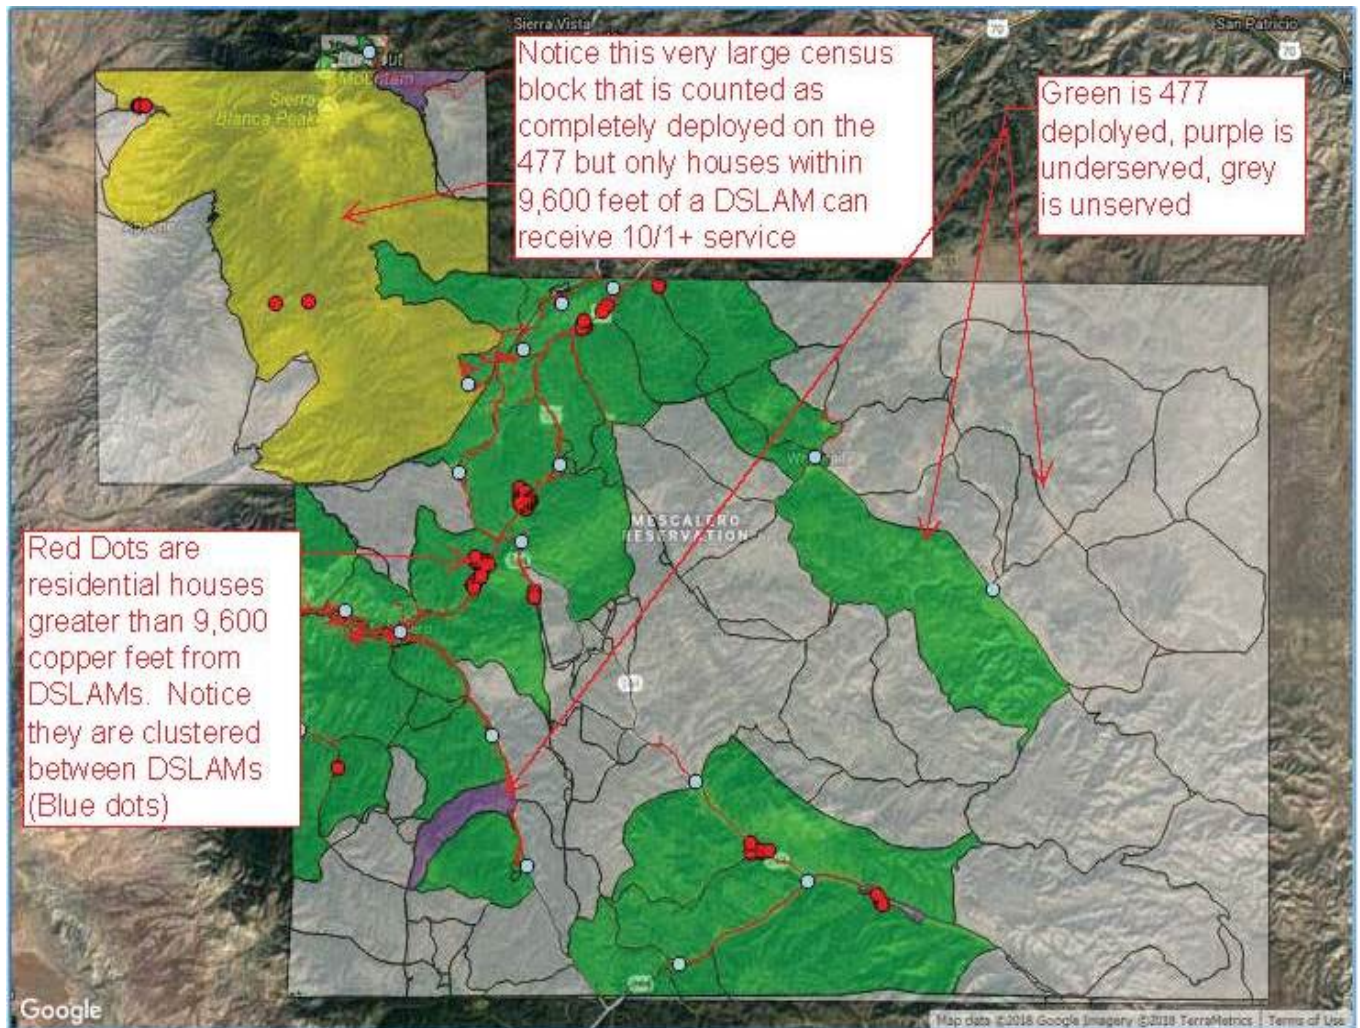 Sierra Vista
70
San Patricio
70
Notice this very large census
block that is counted as
completely deployed on the
477 but only houses within
9,600 feet of a DSLAM can
receive 10/1+ service
Green is 477
deplolyed, purple is
underserved, grey
is unserved
Sierra
Blanca Peak
MESCALERO
RESERVATION
Red Dots are
residential houses
greater than 9,600
copper feet from
DSLAMs. Notice
they are clustered
between DSLAMs
(Blue dots)
Google
Map data ©2018 Google Imagery ©2018 TerraMetrics
Terms of Use